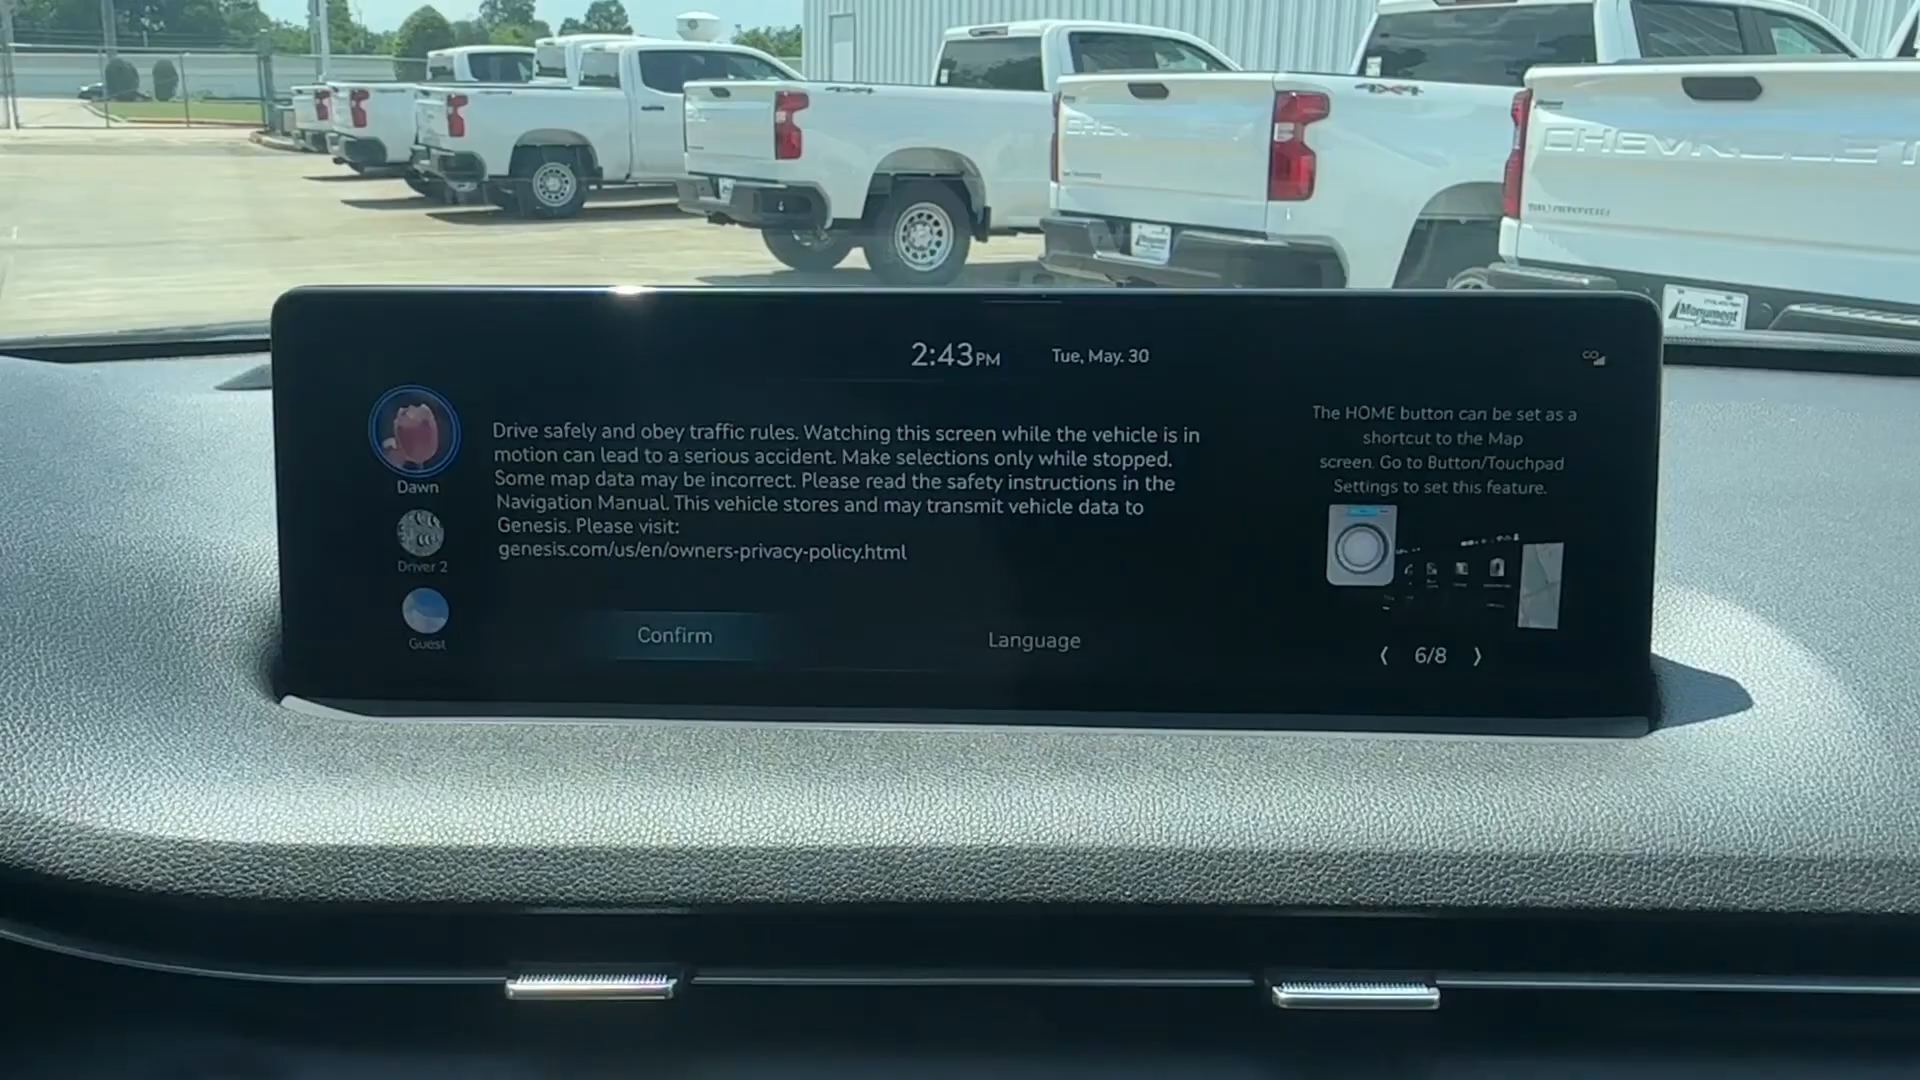 4x4
4x4
CHEVROLET
SILVERADO
Monument
2:43 PM
Tue, May. 30
Dawn
Driver 2
Guest
Drive safely and obey traffic rules. Watching this screen while the vehicle is in
motion can lead to a serious accident. Make selections only while stopped.
Some map data may be incorrect. Please read the safety instructions in the
Navigation Manual. This vehicle stores and may transmit vehicle data to
Genesis. Please visit:
genesis.com/us/en/owners-privacy-policy.html
Confirm
Language
The HOME button can be set as a
shortcut to the Map
screen. Go to Button/Touchpad
Settings to set this feature.
6/8